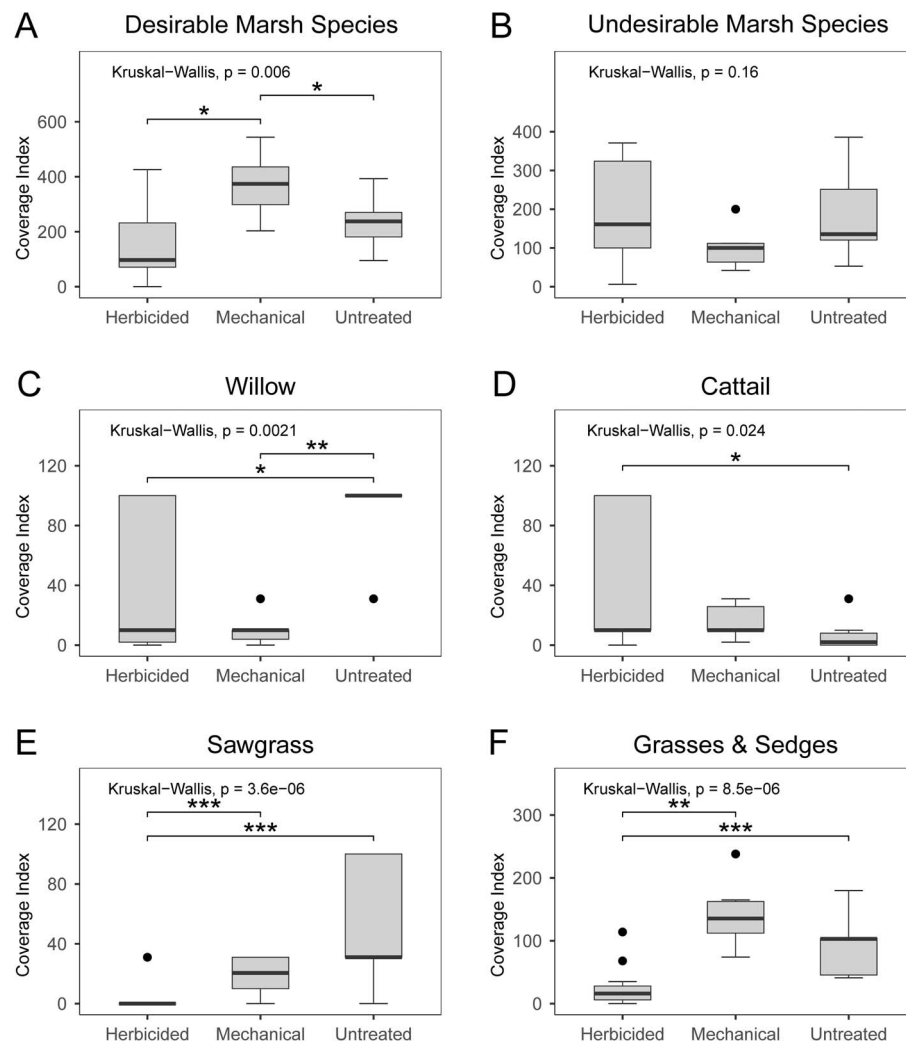 A Desirable Marsh Species
Kruskal−Wallis, p = 0.006
* *
600
400
200
0
Coverage Index
Herbicided Mechanical Untreated
B Undesirable Marsh Species
Kruskal−Wallis, p = 0.16
400
300
200
100
0
Coverage Index
Herbicided Mechanical Untreated
C Willow
Kruskal−Wallis, p = 0.0021
**
*
120
80
40
0
Coverage Index
Herbicided Mechanical Untreated
D Cattail
Kruskal−Wallis, p = 0.024
*
120
80
40
0
Coverage Index
Herbicided Mechanical Untreated
E Sawgrass
Kruskal−Wallis, p = 3.6e−06
***
***
120
80
40
0
Coverage Index
Herbicided Mechanical Untreated
F Grasses & Sedges
Kruskal−Wallis, p = 8.5e−06
**
***
300
200
100
0
Coverage Index
Herbicided Mechanical Untreated